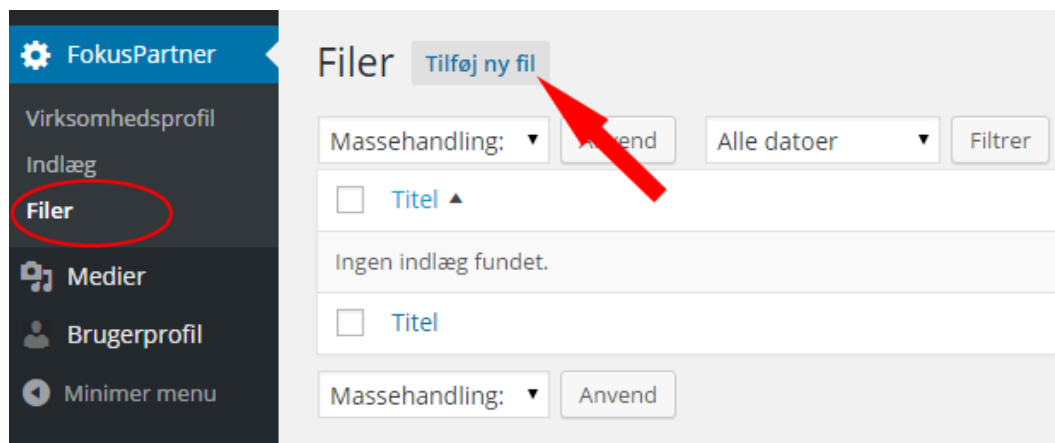 FokusPartner
Virksomhedsprofil
Indlæg
Filer
Medier
Brugerprofil
Minimer menu
Filer Tilføj ny fil
Massehandling: Anvend Alle datoer Filtrer
Titel
Ingen indlæg fundet.
Titel
Massehandling: Anvend